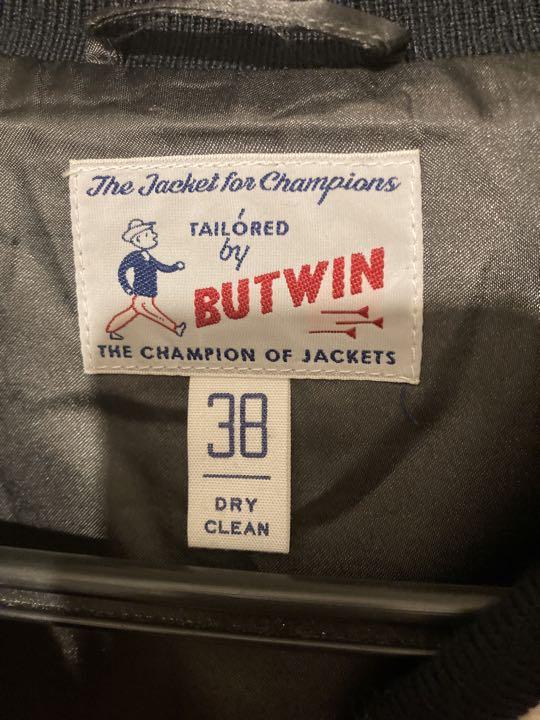 The Jacket for Champions
TAILORED
by
BUTWIN
THE CHAMPION OF JACKETS
38
DRY
CLEAN